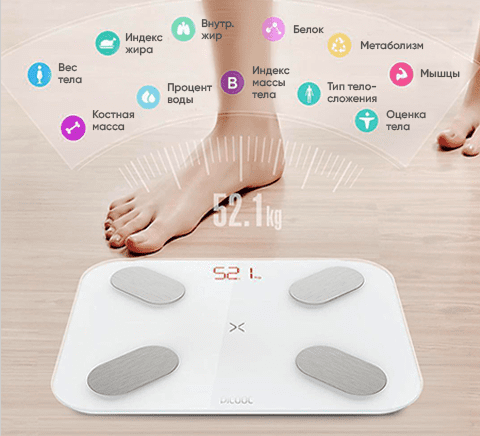 Внутр.
жир
Белок
Индекс
жира
Метаболизм
Вес
тела
Индекс
массы
тела
Мышцы
Процент
воды
B
Тип тело-
сложения
Костная
масса
Оценка
тела
52.1kg
52.1
PICOOC